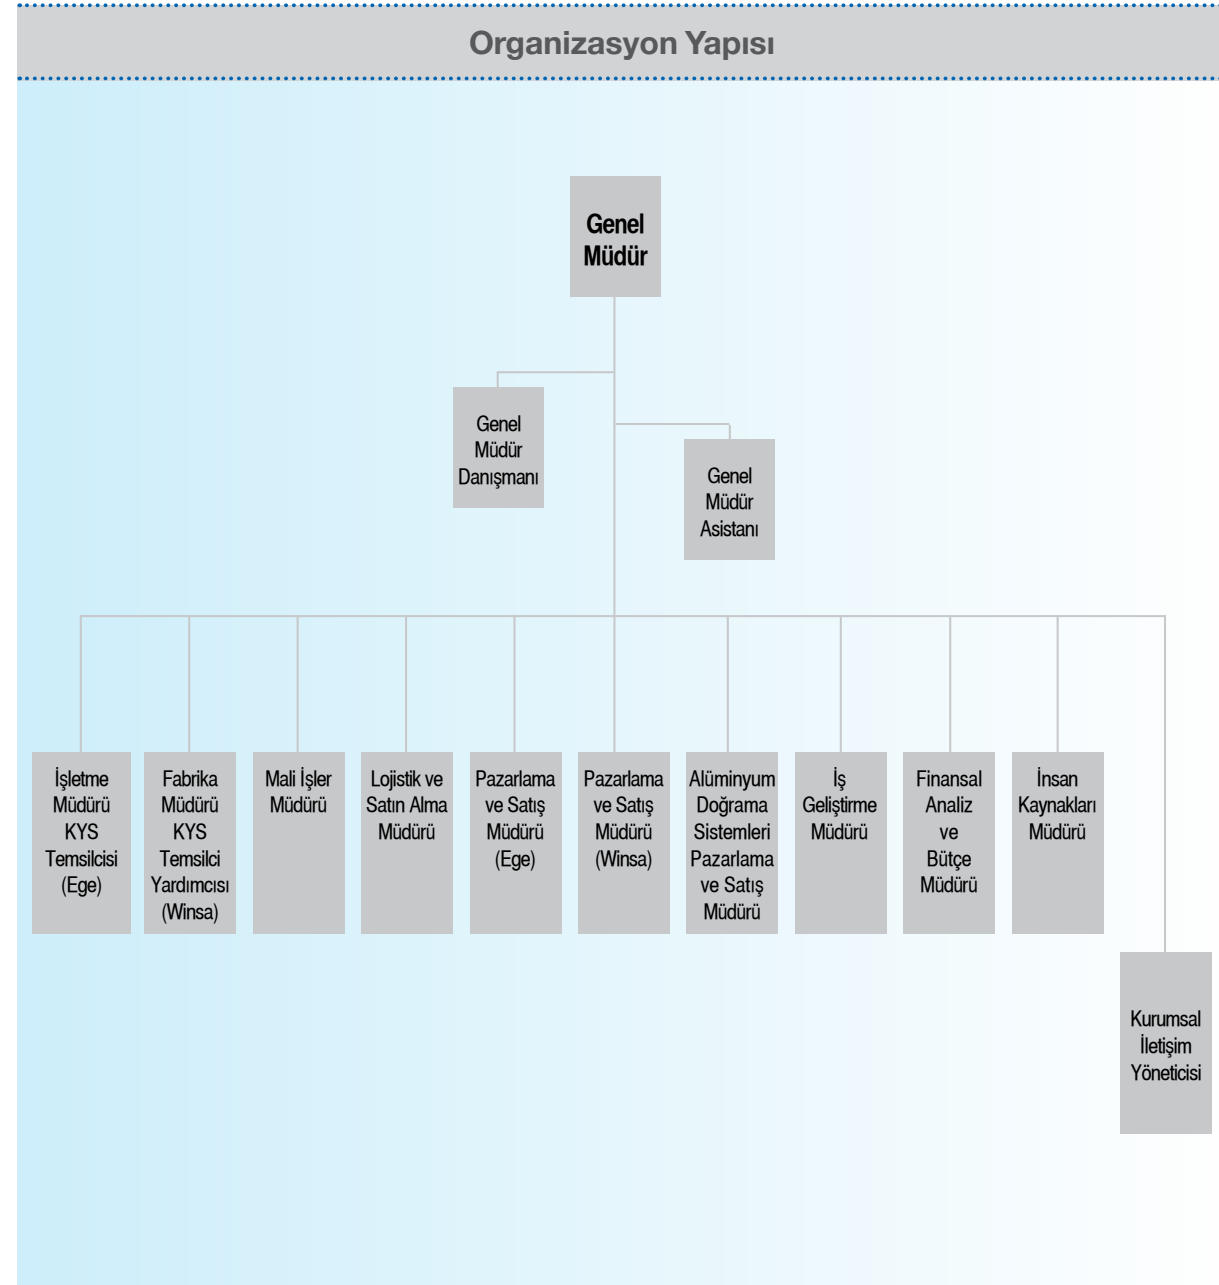 Organizasyon Yapısı
Genel
Müdür
Genel
Müdür
Danışmanı
Genel
Müdür
Asistanı
İşletme
Müdürü
KYS
Temsilcisi
(Ege)
Fabrika
Müdürü
KYS
Temsilci
Yardımcısı
(Winsa)
Mali İşler
Müdürü
Lojistik ve
Satın Alma
Müdürü
Pazarlama
ve Satış
Müdürü
(Ege)
Pazarlama
ve Satış
Müdürü
(Winsa)
Alüminyum
Doğrama
Sistemleri
Pazarlama
ve Satış
Müdürü
İş
Geliştirme
Müdürü
Finansal
Analiz
ve
Bütçe
Müdürü
İnsan
Kaynakları
Müdürü
Kurumsal
İletişim
Yöneticisi